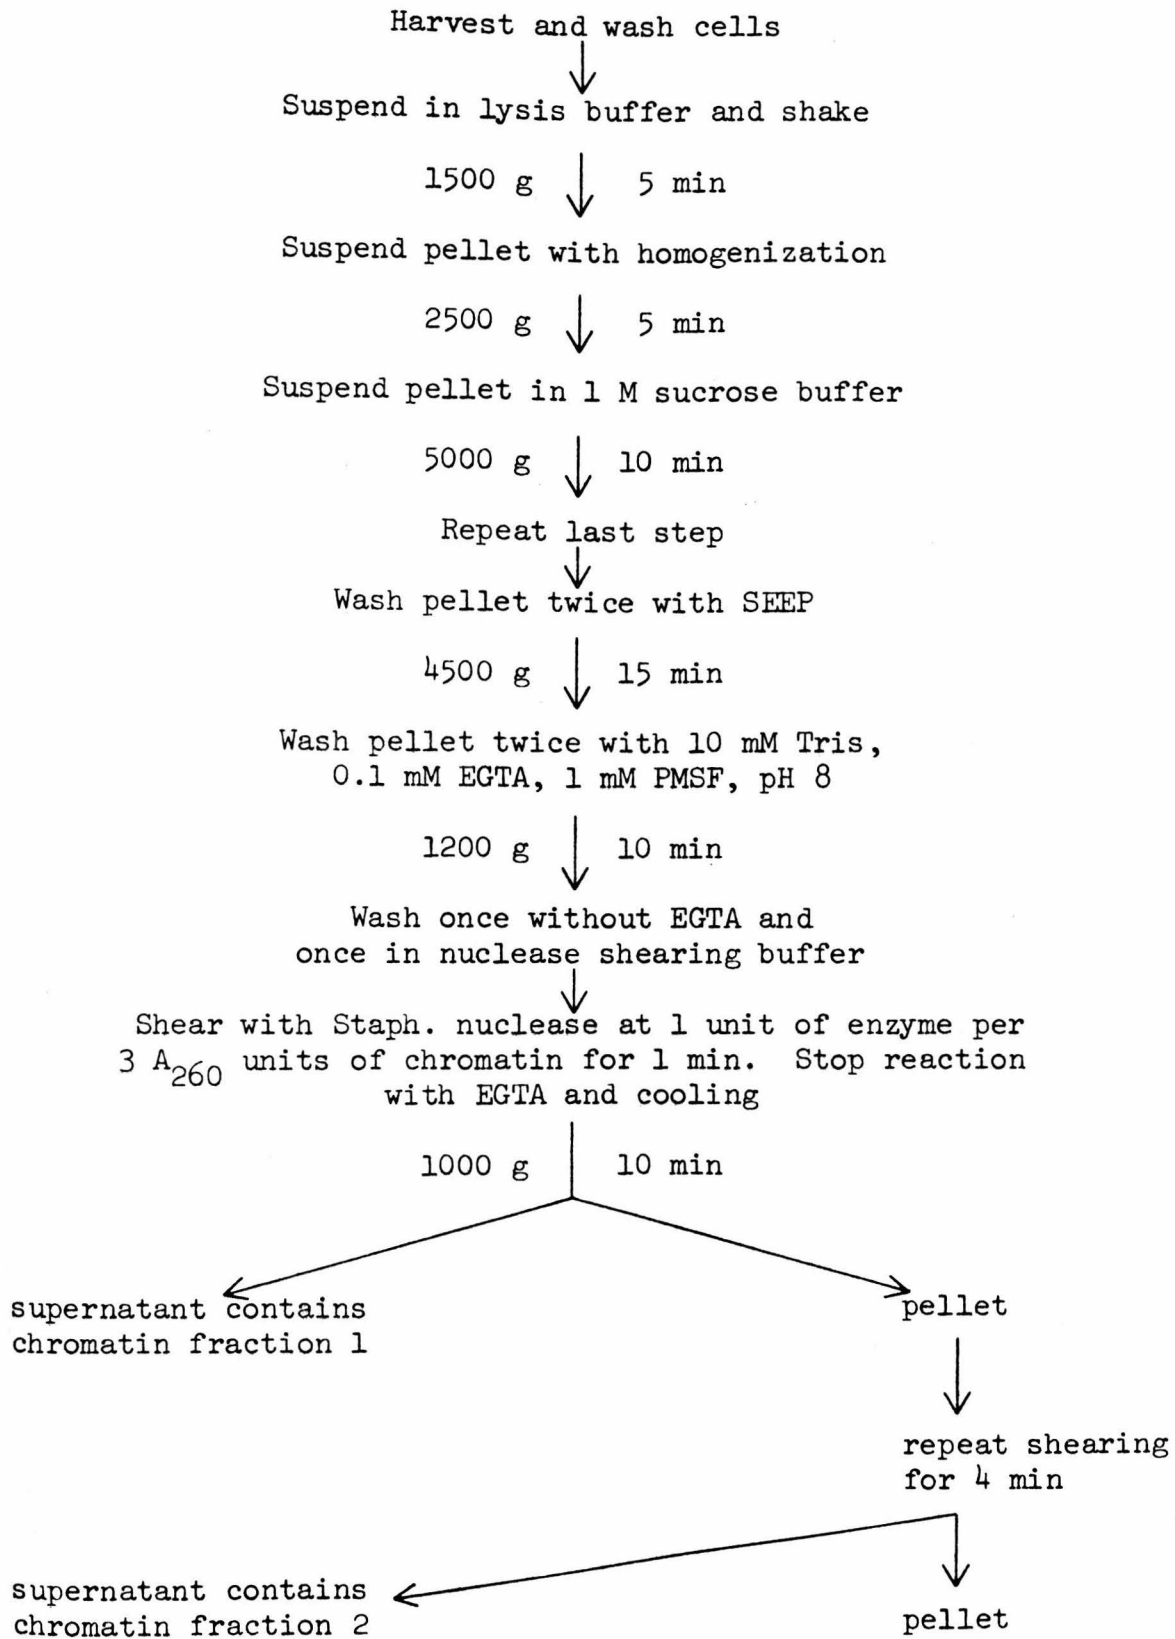 Harvest and wash cells
Suspend in lysis buffer and shake
1500 g 5 min
Suspend pellet with homogenization
2500 g 5 min
Suspend pellet in 1 M sucrose buffer
5000 g 10 min
Repeat last step
Wash pellet twice with SEEP
4500 g 15 min
Wash pellet twice with 10 mM Tris,
0.1 mM EGTA, 1 mM PMSF, pH 8
1200 g 10 min
Wash once without EGTA and
once in nuclease shearing buffer
Shear with Staph. nuclease at 1 unit of enzyme per
3 A260 units of chromatin for 1 min. Stop reaction
with EGTA and cooling
1000 g 10 min
supernatant contains
chromatin fraction 1
pellet
repeat shearing
for 4 min
supernatant contains
chromatin fraction 2
pellet